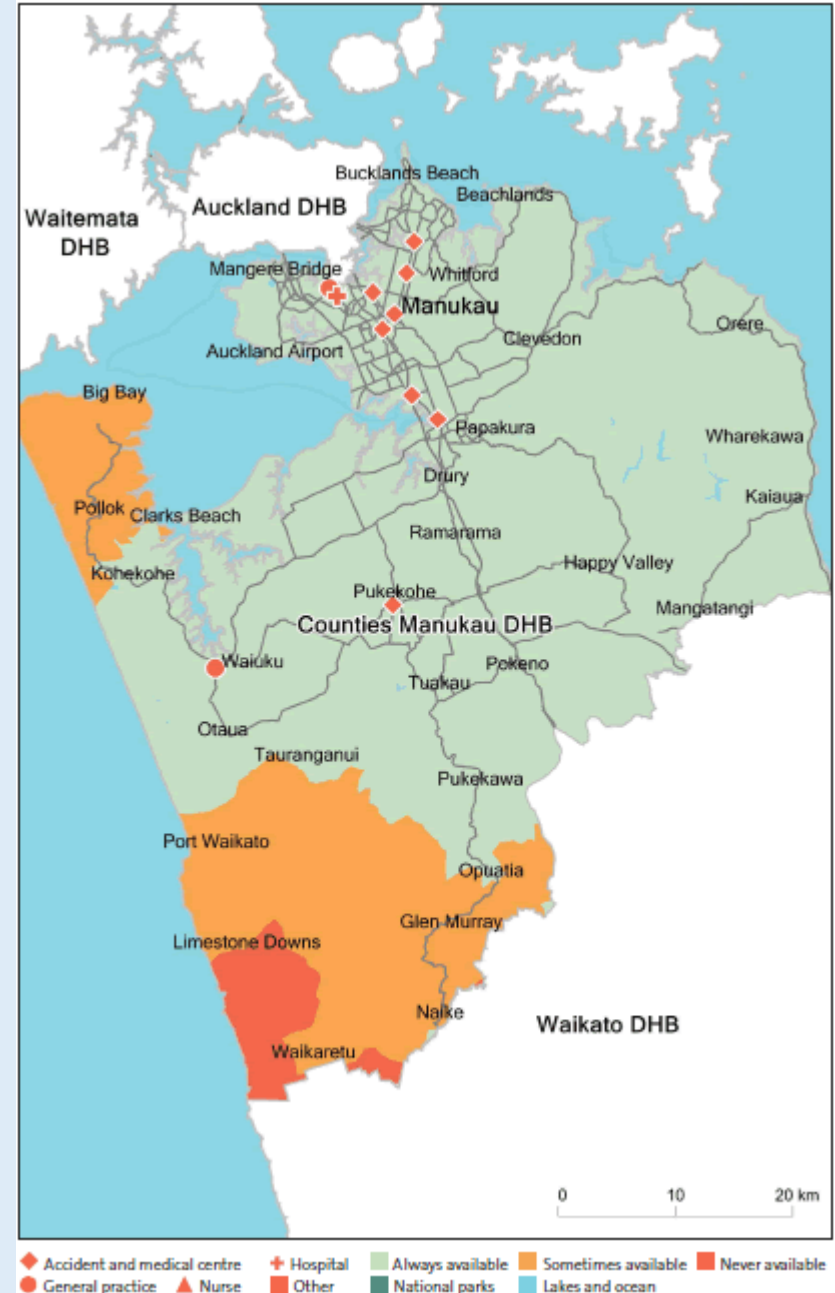 Bucklands Beach
Beachlands
Auckland DHB
Waitemata
DHB
Mangere Bridge
Whitford
Manukau
Orere
Clevedon
Auckland Airport
Big Bay
Papakura
Wharekawa
Drury
Kaiaua
Pollok
Clarks Beach
Ramarama
Happy Valley
Kohekohe
Pukekohe
Mangatangi
Counties Manukau DHB
Waiuku
Pokeno
Tuakau
Otaua
Tauranganui
Pukekawa
Port Waikato
Opuatia
Glen Murray
Limestone Downs
Naike
Waikato DHB
Waikaretu
0 10 20 km
Accident and medical centre Hospital Always available Sometimes available Never available
General practice Nurse Other National parks Lakes and ocean